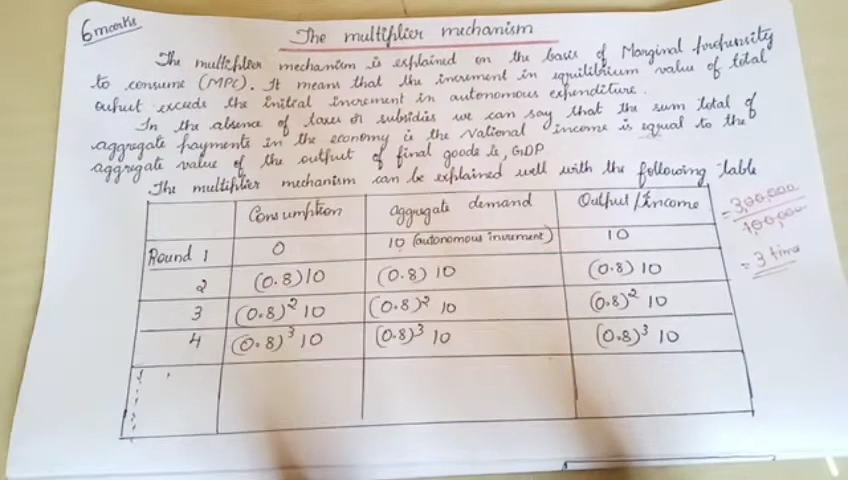 6 marks
The multiplier mechanism
The multiplier mechanism is explained on the basis of Marginal propensity
to consume (MPC). It means that the increment in equilibrium value of total
output exceeds the initial increment in autonomous expenditure.
In the absence of taxes or subsidies we can say that the sum total of
aggregate payments in the economy is the National income is equal to the
aggregate value of the output of final goods ie, GDP
The multiplier mechanism can be explained well with the following table
Consumption Aggregate demand Output/Income
Round 1 0 10 (autonomous increment) 10
2 (0.8)10 (0.8) 10 (0.8) 10
3 (0.8)² 10 (0.8)² 10 (0.8)² 10
4 (0.8)³ 10 (0.8)³ 10 (0.8)³ 10
= 3,00,000
1,00,000
= 3 time